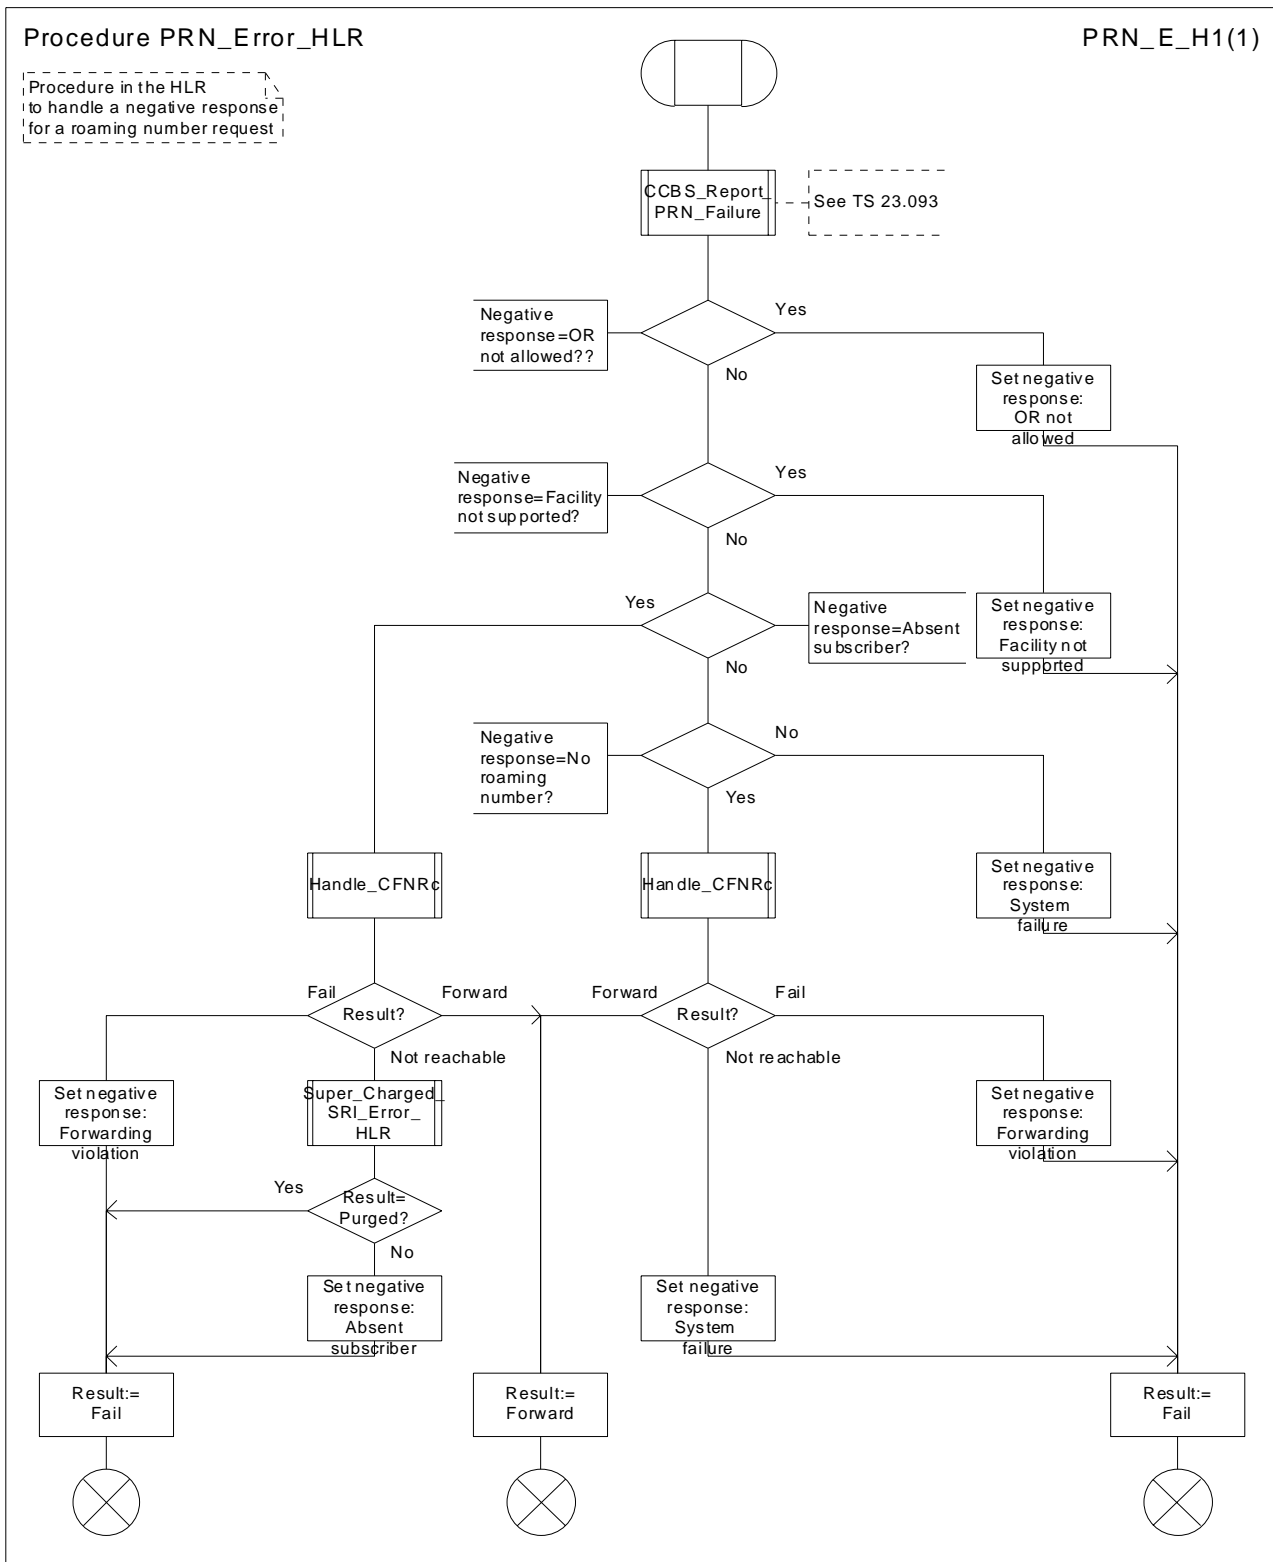 Procedure PRN_Error_HLR
PRN_E_H1(1)
Procedure in the HLR
to handle a negative response
for a roaming number request
CCBS_Report_
PRN_Failure
See TS 23.093
Negative
response=OR
not allowed??
Yes
No
Set negative
response:
OR not
allowed
Negative
response=Facility
not supported?
Yes
No
Set negative
response:
Facility not
supported
Yes
Negative
response=Absent
subscriber?
No
Negative
response=No
roaming
number?
No
Yes
Set negative
response:
System
failure
Handle_CFNRc
Handle_CFNRc
Fail
Result?
Forward
Not reachable
Forward
Result?
Fail
Not reachable
Set negative
response:
Forwarding
violation
Super_Charged_
SRI_Error_
HLR
Set negative
response:
Forwarding
violation
Yes
Result=
Purged?
No
Set negative
response:
Absent
subscriber
Set negative
response:
System
failure
Result:=
Fail
Result:=
Forward
Result:=
Fail